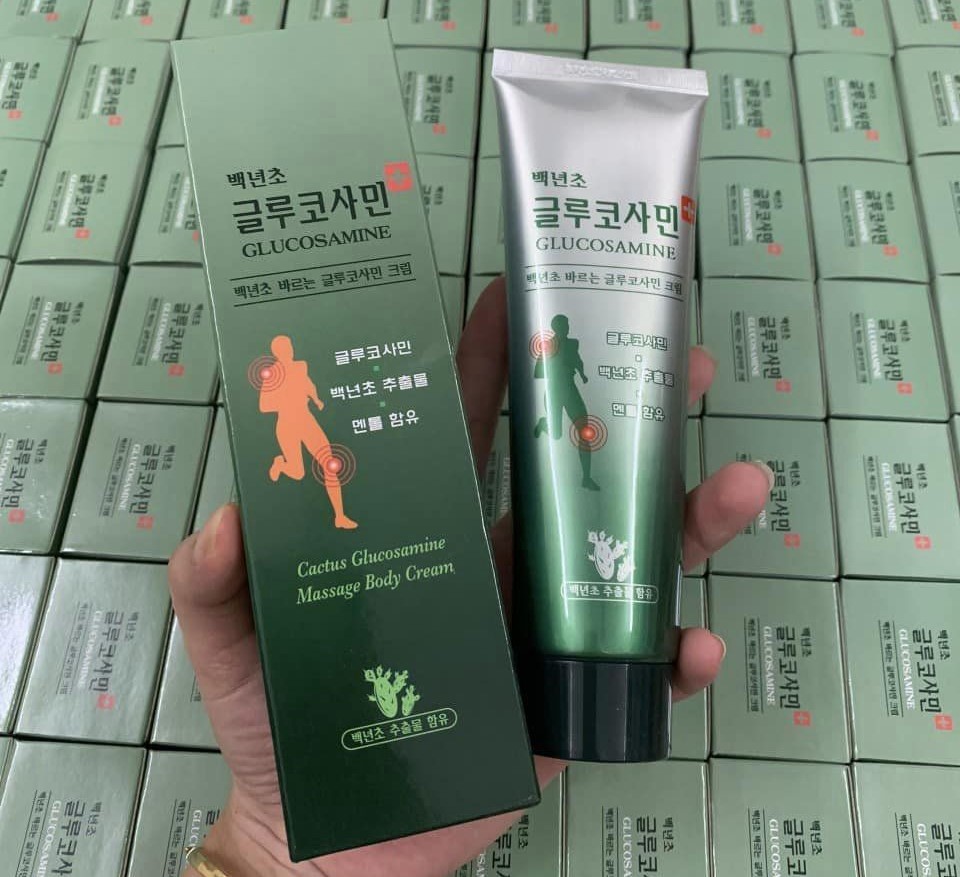 백년초
글루코사민
GLUCOSAMINE
백년초 바르는 글루코사민 크림
글루코사민
백년초 추출물
멘톨 함유
Cactus Glucosamine
Massage Body Cream
백년초 추출물 함유
백년초
글루코사민
GLUCOSAMINE
백년초 바르는 글루코사민 크림
글루코사민
백년초 추출물
멘톨 함유
백년초 추출물 함유